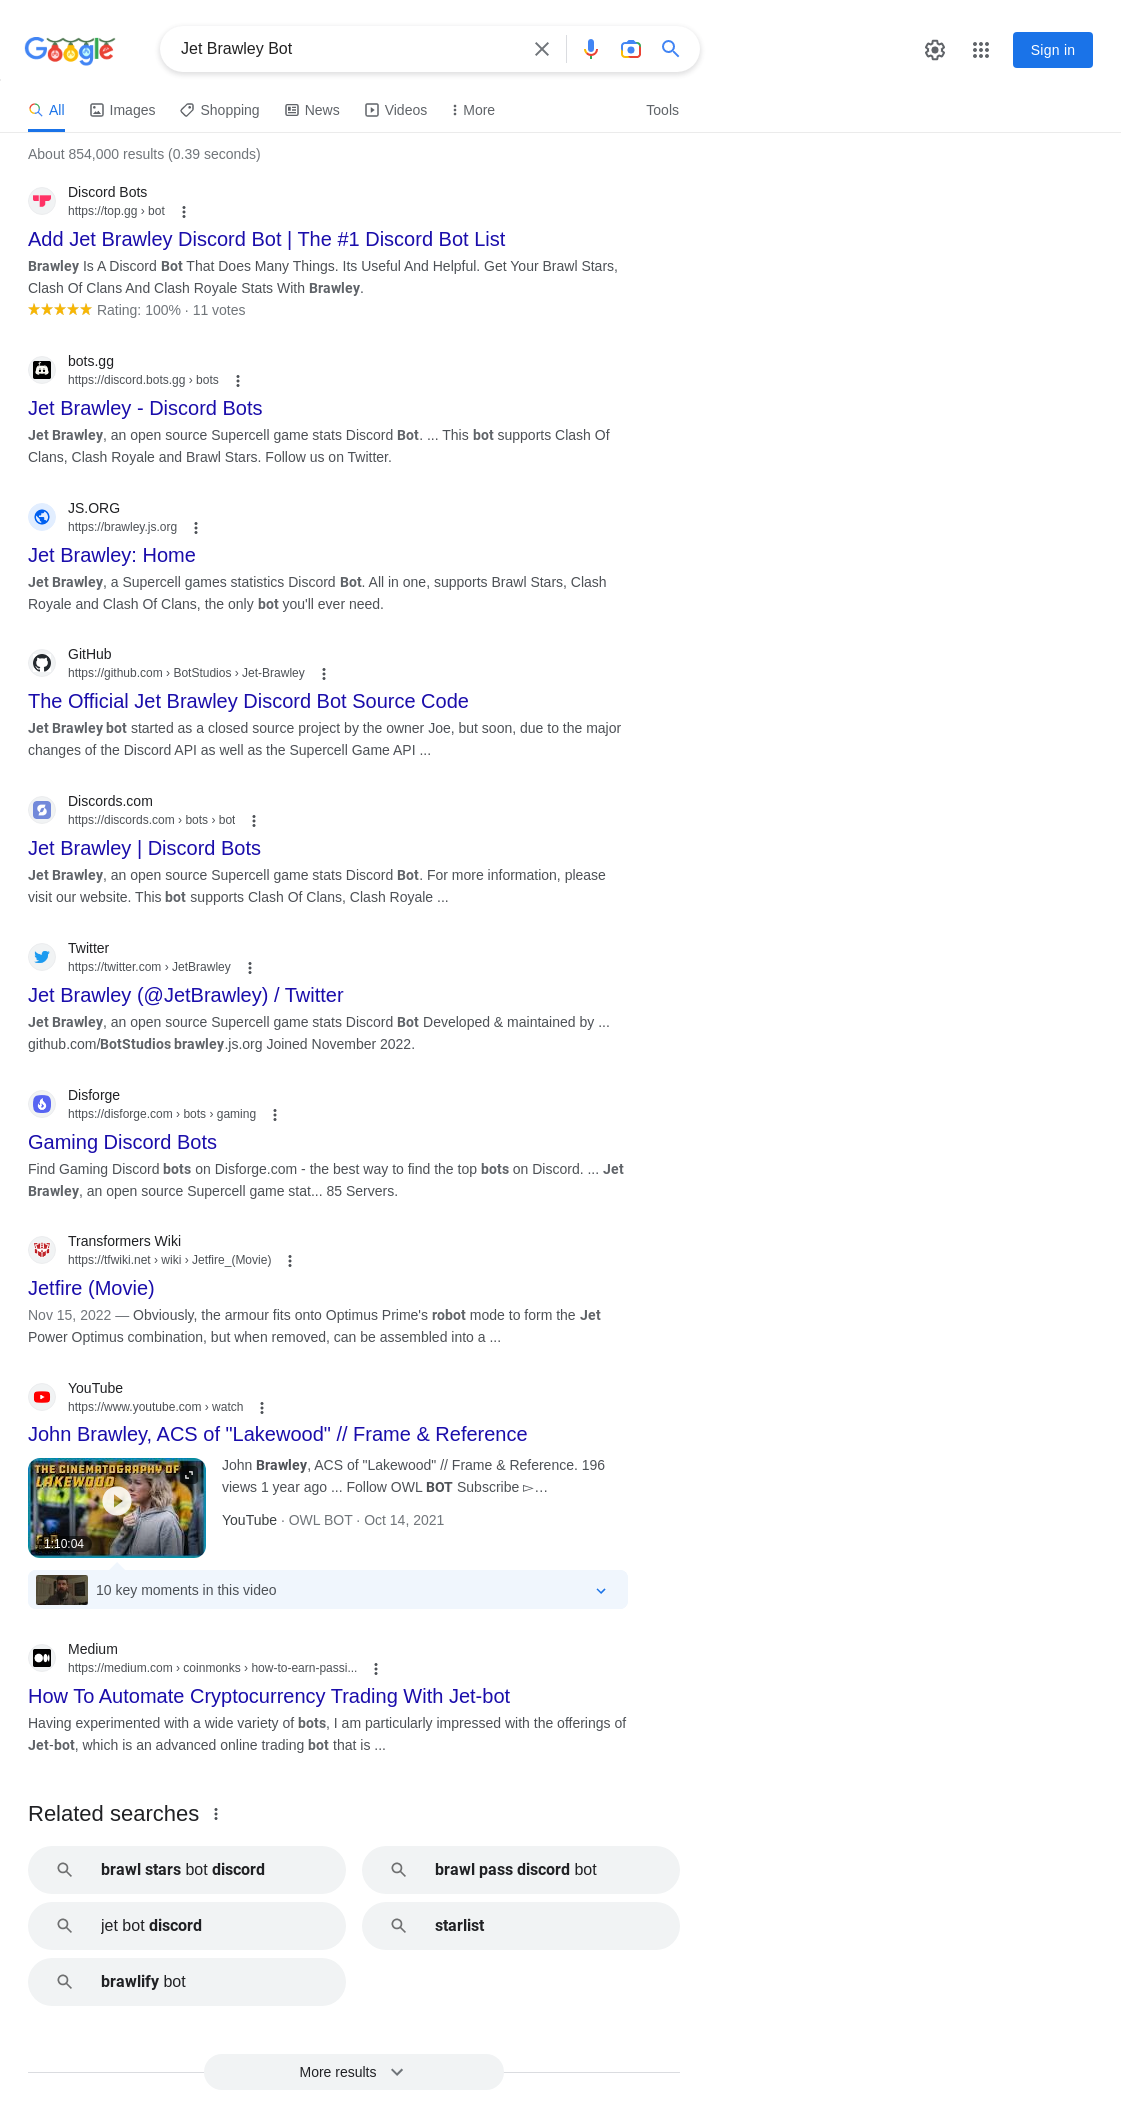 Google
Jet Brawley Bot
Sign in
All Images Shopping News Videos More Tools
About 854,000 results (0.39 seconds)
Discord Bots
https://top.gg › bot
Add Jet Brawley Discord Bot | The #1 Discord Bot List
Brawley Is A Discord Bot That Does Many Things. Its Useful And Helpful. Get Your Brawl Stars,
Clash Of Clans And Clash Royale Stats With Brawley.
Rating: 100% · 11 votes
bots.gg
https://discord.bots.gg › bots
Jet Brawley - Discord Bots
Jet Brawley, an open source Supercell game stats Discord Bot. ... This bot supports Clash Of
Clans, Clash Royale and Brawl Stars. Follow us on Twitter.
JS.ORG
https://brawley.js.org
Jet Brawley: Home
Jet Brawley, a Supercell games statistics Discord Bot. All in one, supports Brawl Stars, Clash
Royale and Clash Of Clans, the only bot you'll ever need.
GitHub
https://github.com › BotStudios › Jet-Brawley
The Official Jet Brawley Discord Bot Source Code
Jet Brawley bot started as a closed source project by the owner Joe, but soon, due to the major
changes of the Discord API as well as the Supercell Game API ...
Discords.com
https://discords.com › bots › bot
Jet Brawley | Discord Bots
Jet Brawley, an open source Supercell game stats Discord Bot. For more information, please
visit our website. This bot supports Clash Of Clans, Clash Royale ...
Twitter
https://twitter.com › JetBrawley
Jet Brawley (@JetBrawley) / Twitter
Jet Brawley, an open source Supercell game stats Discord Bot Developed & maintained by ...
github.com/BotStudios brawley.js.org Joined November 2022.
Disforge
https://disforge.com › bots › gaming
Gaming Discord Bots
Find Gaming Discord bots on Disforge.com - the best way to find the top bots on Discord. ... Jet
Brawley, an open source Supercell game stat... 85 Servers.
Transformers Wiki
https://tfwiki.net › wiki › Jetfire_(Movie)
Jetfire (Movie)
Nov 15, 2022 — Obviously, the armour fits onto Optimus Prime's robot mode to form the Jet
Power Optimus combination, but when removed, can be assembled into a ...
YouTube
https://www.youtube.com › watch
John Brawley, ACS of "Lakewood" // Frame & Reference
THE CINEMATOGRAPHY OF
LAKEWOOD
1:10:04
John Brawley, ACS of "Lakewood" // Frame & Reference. 196
views 1 year ago ... Follow OWL BOT Subscribe ▻…
YouTube · OWL BOT · Oct 14, 2021
10 key moments in this video
Medium
https://medium.com › coinmonks › how-to-earn-passi...
How To Automate Cryptocurrency Trading With Jet-bot
Having experimented with a wide variety of bots, I am particularly impressed with the offerings of
Jet-bot, which is an advanced online trading bot that is ...
Related searches
brawl stars bot discord
brawl pass discord bot
jet bot discord
starlist
brawlify bot
More results